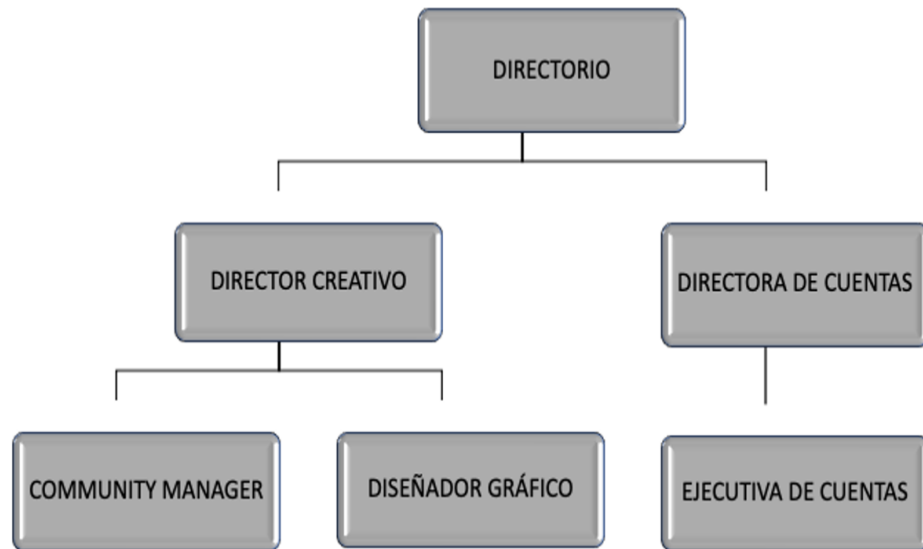 DIRECTORIO
DIRECTOR CREATIVO
DIRECTORA DE CUENTAS
COMMUNITY MANAGER
DISEÑADOR GRÁFICO
EJECUTIVA DE CUENTAS